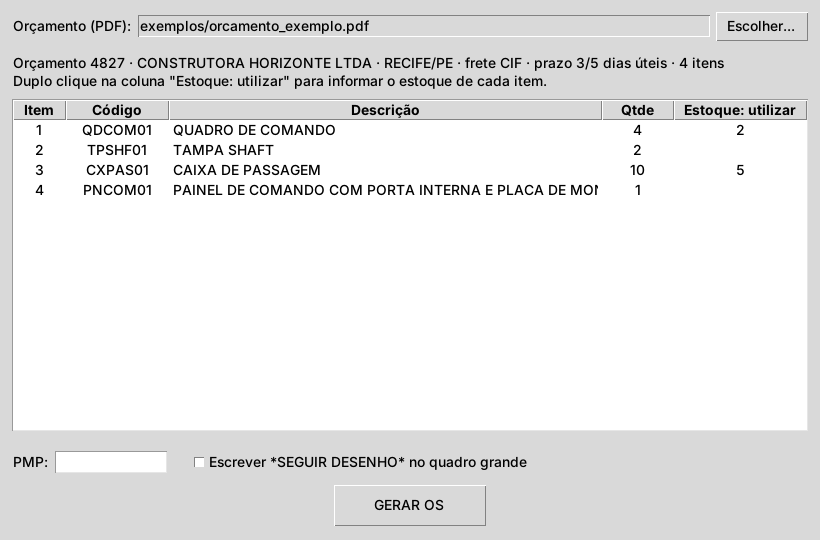 Orçamento (PDF): exemplos/orcamento_exemplo.pdf Escolher...
Orçamento 4827 · CONSTRUTORA HORIZONTE LTDA · RECIFE/PE · frete CIF · prazo 3/5 dias úteis · 4 itens
Duplo clique na coluna "Estoque: utilizar" para informar o estoque de cada item.
Item Código Descrição Qtde Estoque: utilizar
1 QDCOM01 QUADRO DE COMANDO 4 2
2 TPSHF01 TAMPA SHAFT 2
3 CXPAS01 CAIXA DE PASSAGEM 10 5
4 PNCOM01 PAINEL DE COMANDO COM PORTA INTERNA E PLACA DE 1
PMP: Escrever *SEGUIR DESENHO* no quadro grande
GERAR OS